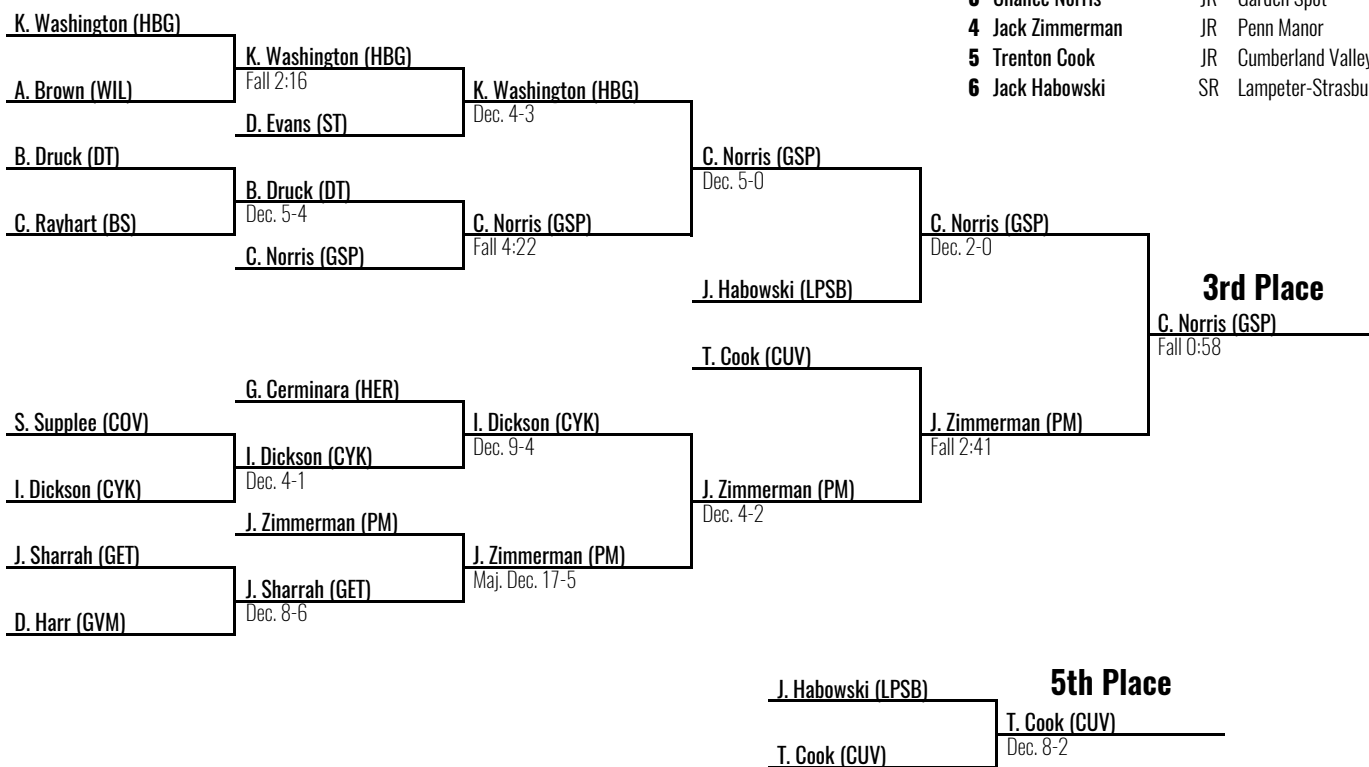 K. Washington (HBG)
A. Brown (WIL)
B. Druck (DT)
C. Rayhart (BS)
S. Supplee (COV)
I. Dickson (CYK)
J. Sharrah (GET)
D. Harr (GVM)
K. Washington (HBG)
Fall 2:16
D. Evans (ST)
B. Druck (DT)
Dec. 5-4
C. Norris (GSP)
G. Cerminara (HER)
I. Dickson (CYK)
Dec. 4-1
J. Zimmerman (PM)
J. Sharrah (GET)
Dec. 8-6
K. Washington (HBG)
Dec. 4-3
C. Norris (GSP)
Fall 4:22
I. Dickson (CYK)
Dec. 9-4
J. Zimmerman (PM)
Maj. Dec. 17-5
C. Norris (GSP)
Dec. 5-0
J. Habowski (LPSB)
T. Cook (CUV)
J. Zimmerman (PM)
Dec. 4-2
C. Norris (GSP)
Dec. 2-0
J. Zimmerman (PM)
Fall 2:41
3rd Place
C. Norris (GSP)
Fall 0:58
4 Jack Zimmerman JR Penn Manor
5 Trenton Cook JR Cumberland Valley
6 Jack Habowski SR Lampeter-Strasbu
5th Place
J. Habowski (LPSB)
T. Cook (CUV)
T. Cook (CUV)
Dec. 8-2